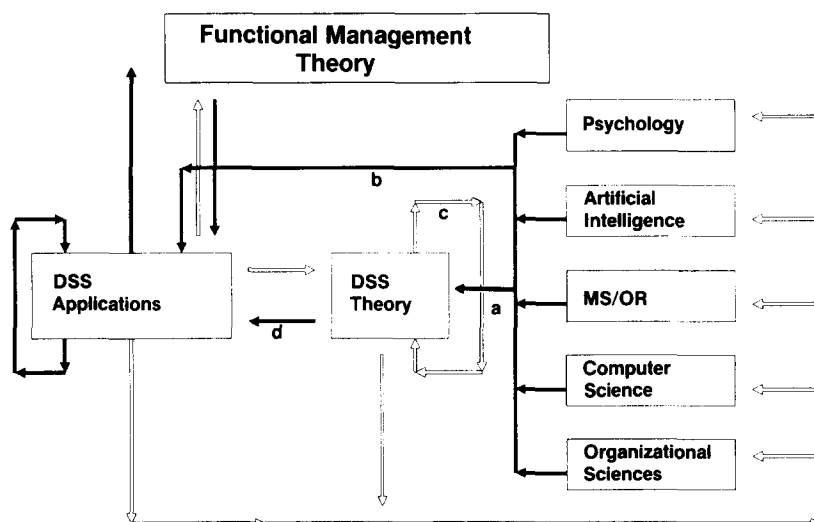 Functional Management
Theory
Psychology
b
Artificial
Intelligence
c
DSS
Applications
DSS
Theory
a
MS/OR
d
Computer
Science
Organizational
Sciences